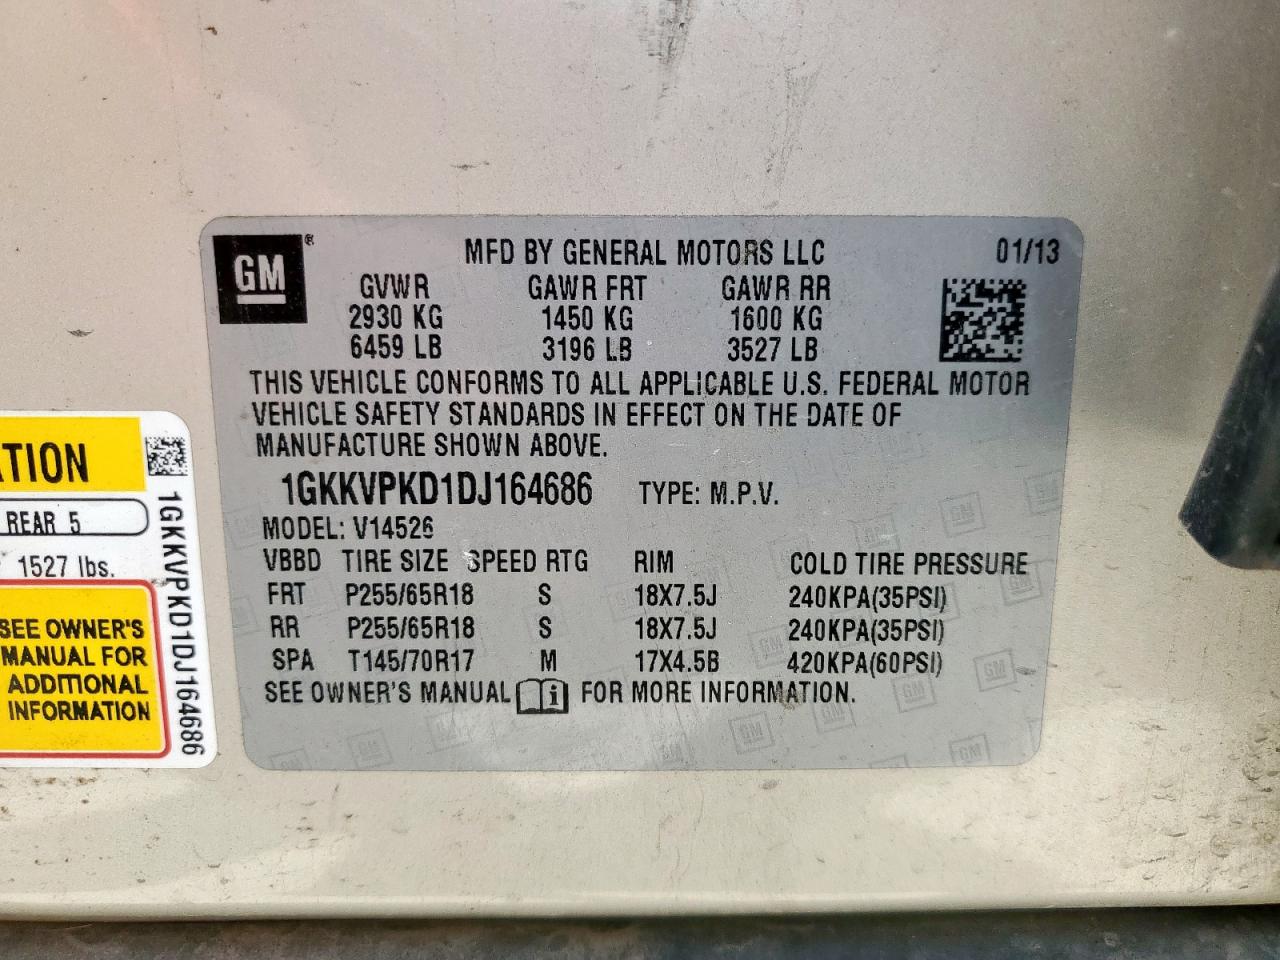 GM®
MFD BY GENERAL MOTORS LLC 01/13
GVWR GAWR FRT GAWR RR
2930 KG 1450 KG 1600 KG
6459 LB 3196 LB 3527 LB
THIS VEHICLE CONFORMS TO ALL APPLICABLE U.S. FEDERAL MOTOR
VEHICLE SAFETY STANDARDS IN EFFECT ON THE DATE OF
MANUFACTURE SHOWN ABOVE.
1GKKVPKD1DJ164686 TYPE: M.P.V.
MODEL: V14526
VBBD TIRE SIZE SPEED RTG RIM COLD TIRE PRESSURE
FRT P255/65R18 S 18X7.5J 240KPA(35PSI)
RR P255/65R18 S 18X7.5J 240KPA(35PSI)
SPA T145/70R17 M 17X4.5B 420KPA(60PSI)
SEE OWNER'S MANUAL i FOR MORE INFORMATION.
ATION
REAR 5
1527 lbs.
SEE OWNER'S
MANUAL FOR
ADDITIONAL
INFORMATION
1GKKVPKD1DJ164686